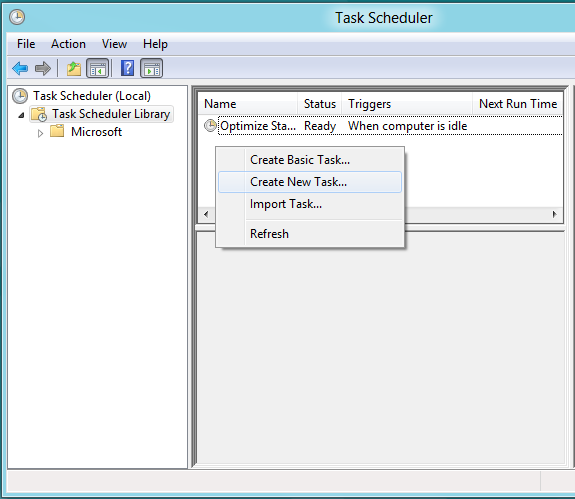 Task Scheduler
File Action View Help
Task Scheduler (Local)
Task Scheduler Library
Microsoft
Name Status Triggers Next Run Time
Optimize Sta... Ready When computer is idle
Create Basic Task...
Create New Task...
Import Task...
Refresh